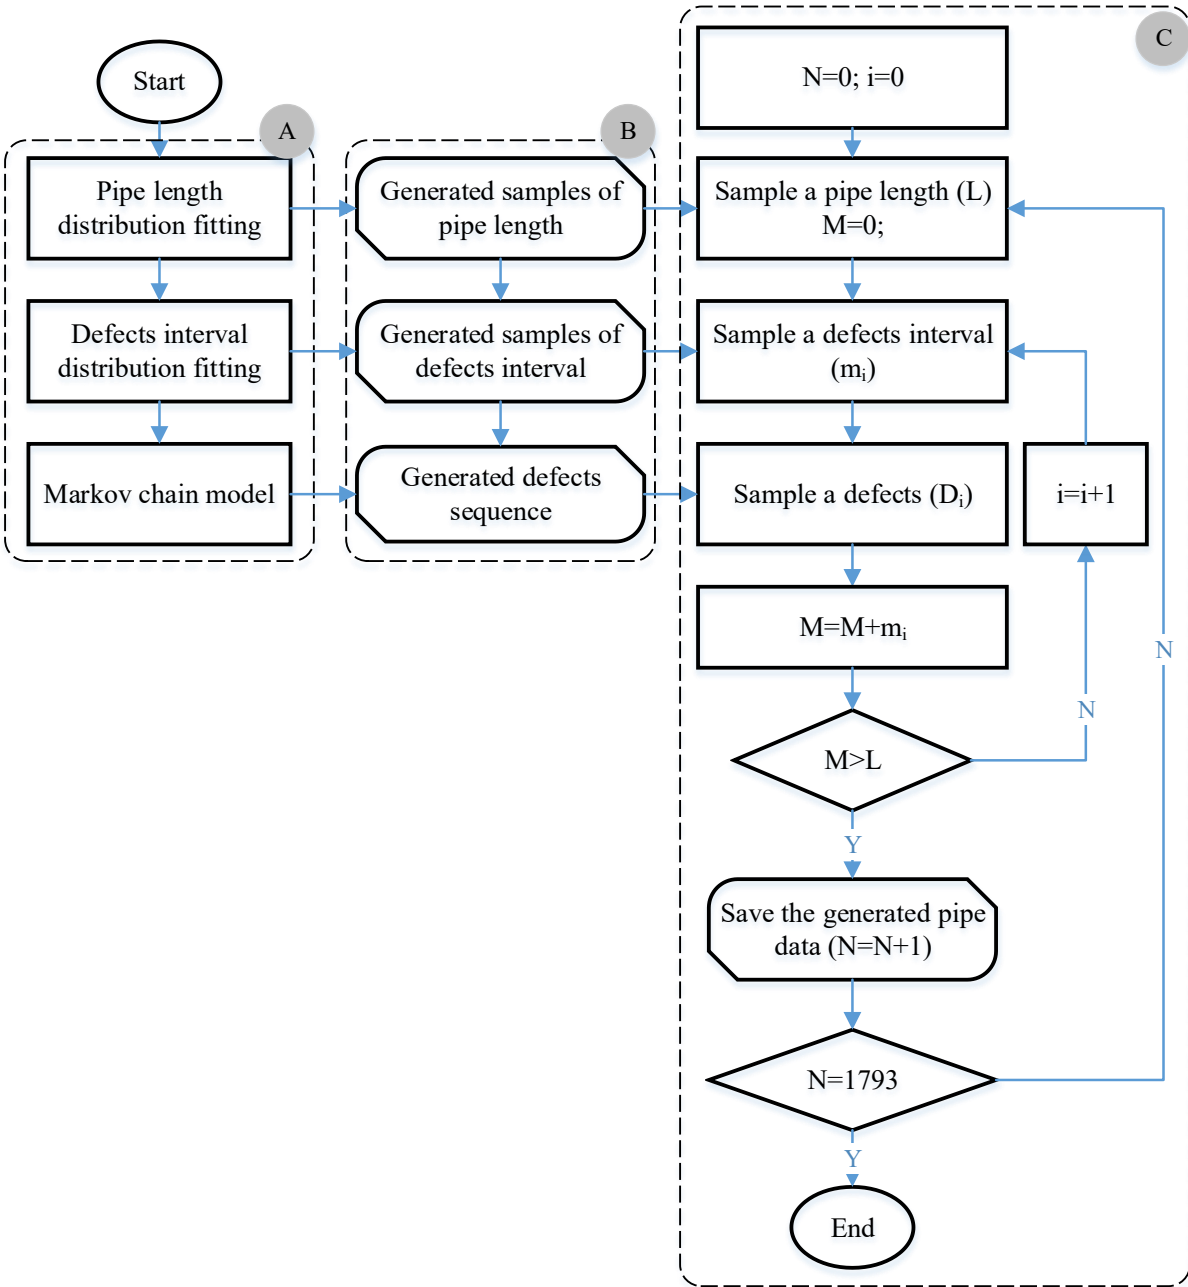 Start
A
Pipe length
distribution fitting
Defects interval
distribution fitting
Markov chain model
B
Generated samples of
pipe length
Generated samples of
defects interval
Generated defects
sequence
C
N=0; i=0
Sample a pipe length (L)
M=0;
Sample a defects interval
(mᵢ)
Sample a defects (Dᵢ)
i=i+1
M=M+mᵢ
N
N
M>L
Y
Save the generated pipe
data (N=N+1)
N=1793
Y
End